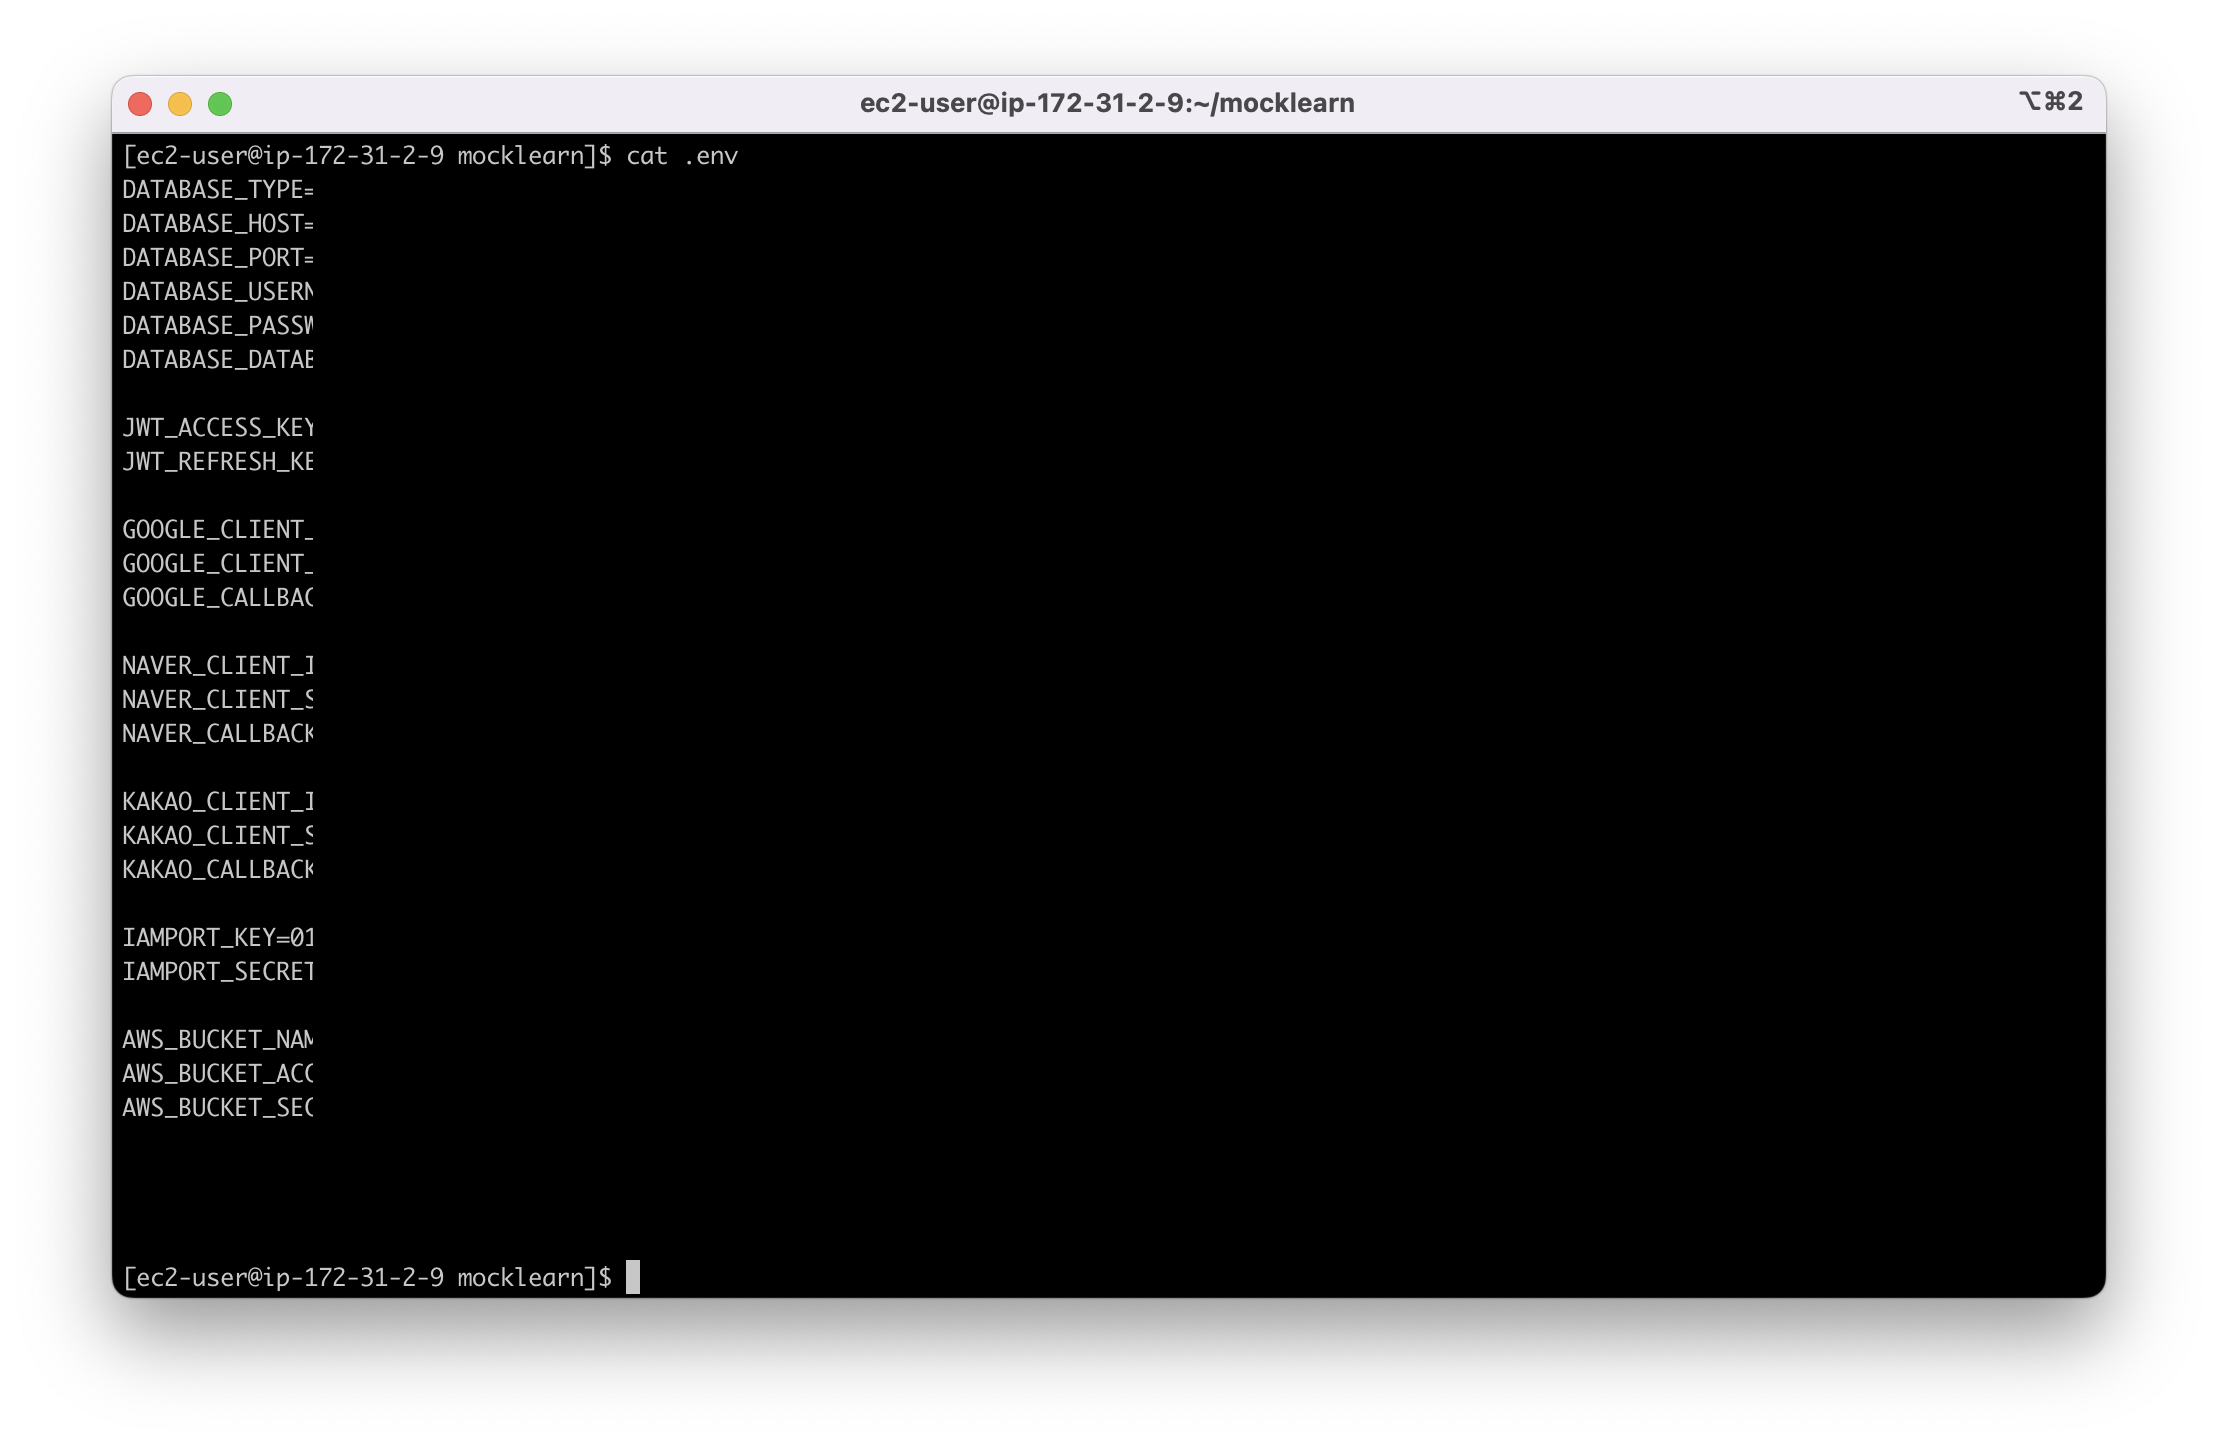 ec2-user@ip-172-31-2-9:~/mocklearn
⌥⌘2
[ec2-user@ip-172-31-2-9 mocklearn]$ cat .env
DATABASE_TYPE=
DATABASE_HOST=
DATABASE_PORT=
DATABASE_USERN
DATABASE_PASSW
DATABASE_DATAB
JWT_ACCESS_KEY
JWT_REFRESH_KE
GOOGLE_CLIENT_
GOOGLE_CLIENT_
GOOGLE_CALLBAC
NAVER_CLIENT_I
NAVER_CLIENT_S
NAVER_CALLBACK
KAKAO_CLIENT_I
KAKAO_CLIENT_S
KAKAO_CALLBACK
IAMPORT_KEY=01
IAMPORT_SECRET
AWS_BUCKET_NAM
AWS_BUCKET_ACC
AWS_BUCKET_SEC
[ec2-user@ip-172-31-2-9 mocklearn]$